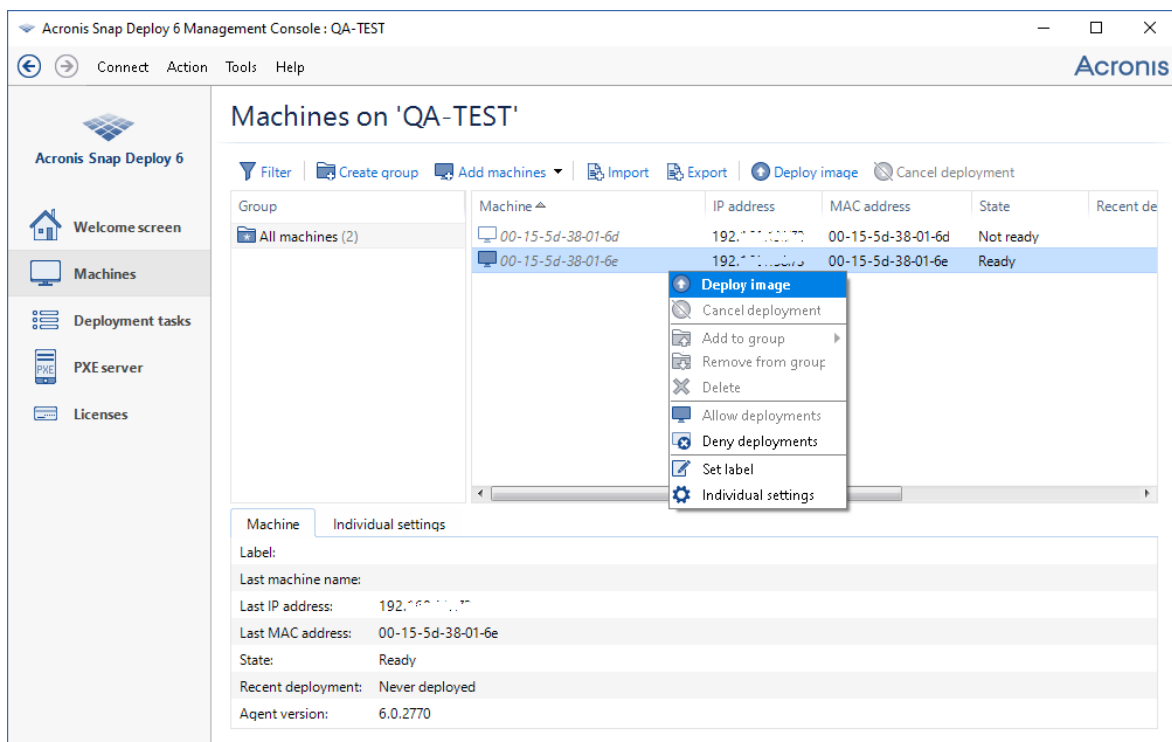 Acronis Snap Deploy 6 Management Console : QA-TEST
Connect Action Tools Help
Acronis
Acronis Snap Deploy 6
Welcome screen
Machines
Deployment tasks
PXE
PXE server
Licenses
Machines on 'QA-TEST'
Filter Create group Add machines Import Export Deploy image Cancel deployment
Group
All machines (2)
Machine IP address MAC address State Recent de
00-15-5d-38-01-6d 192. 00-15-5d-38-01-6d Not ready
00-15-5d-38-01-6e 192. 00-15-5d-38-01-6e Ready
Deploy image
Cancel deployment
Add to group
Remove from group
Delete
Allow deployments
Deny deployments
Set label
Individual settings
Machine Individual settings
Label:
Last machine name:
Last IP address: 192.
Last MAC address: 00-15-5d-38-01-6e
State: Ready
Recent deployment: Never deployed
Agent version: 6.0.2770